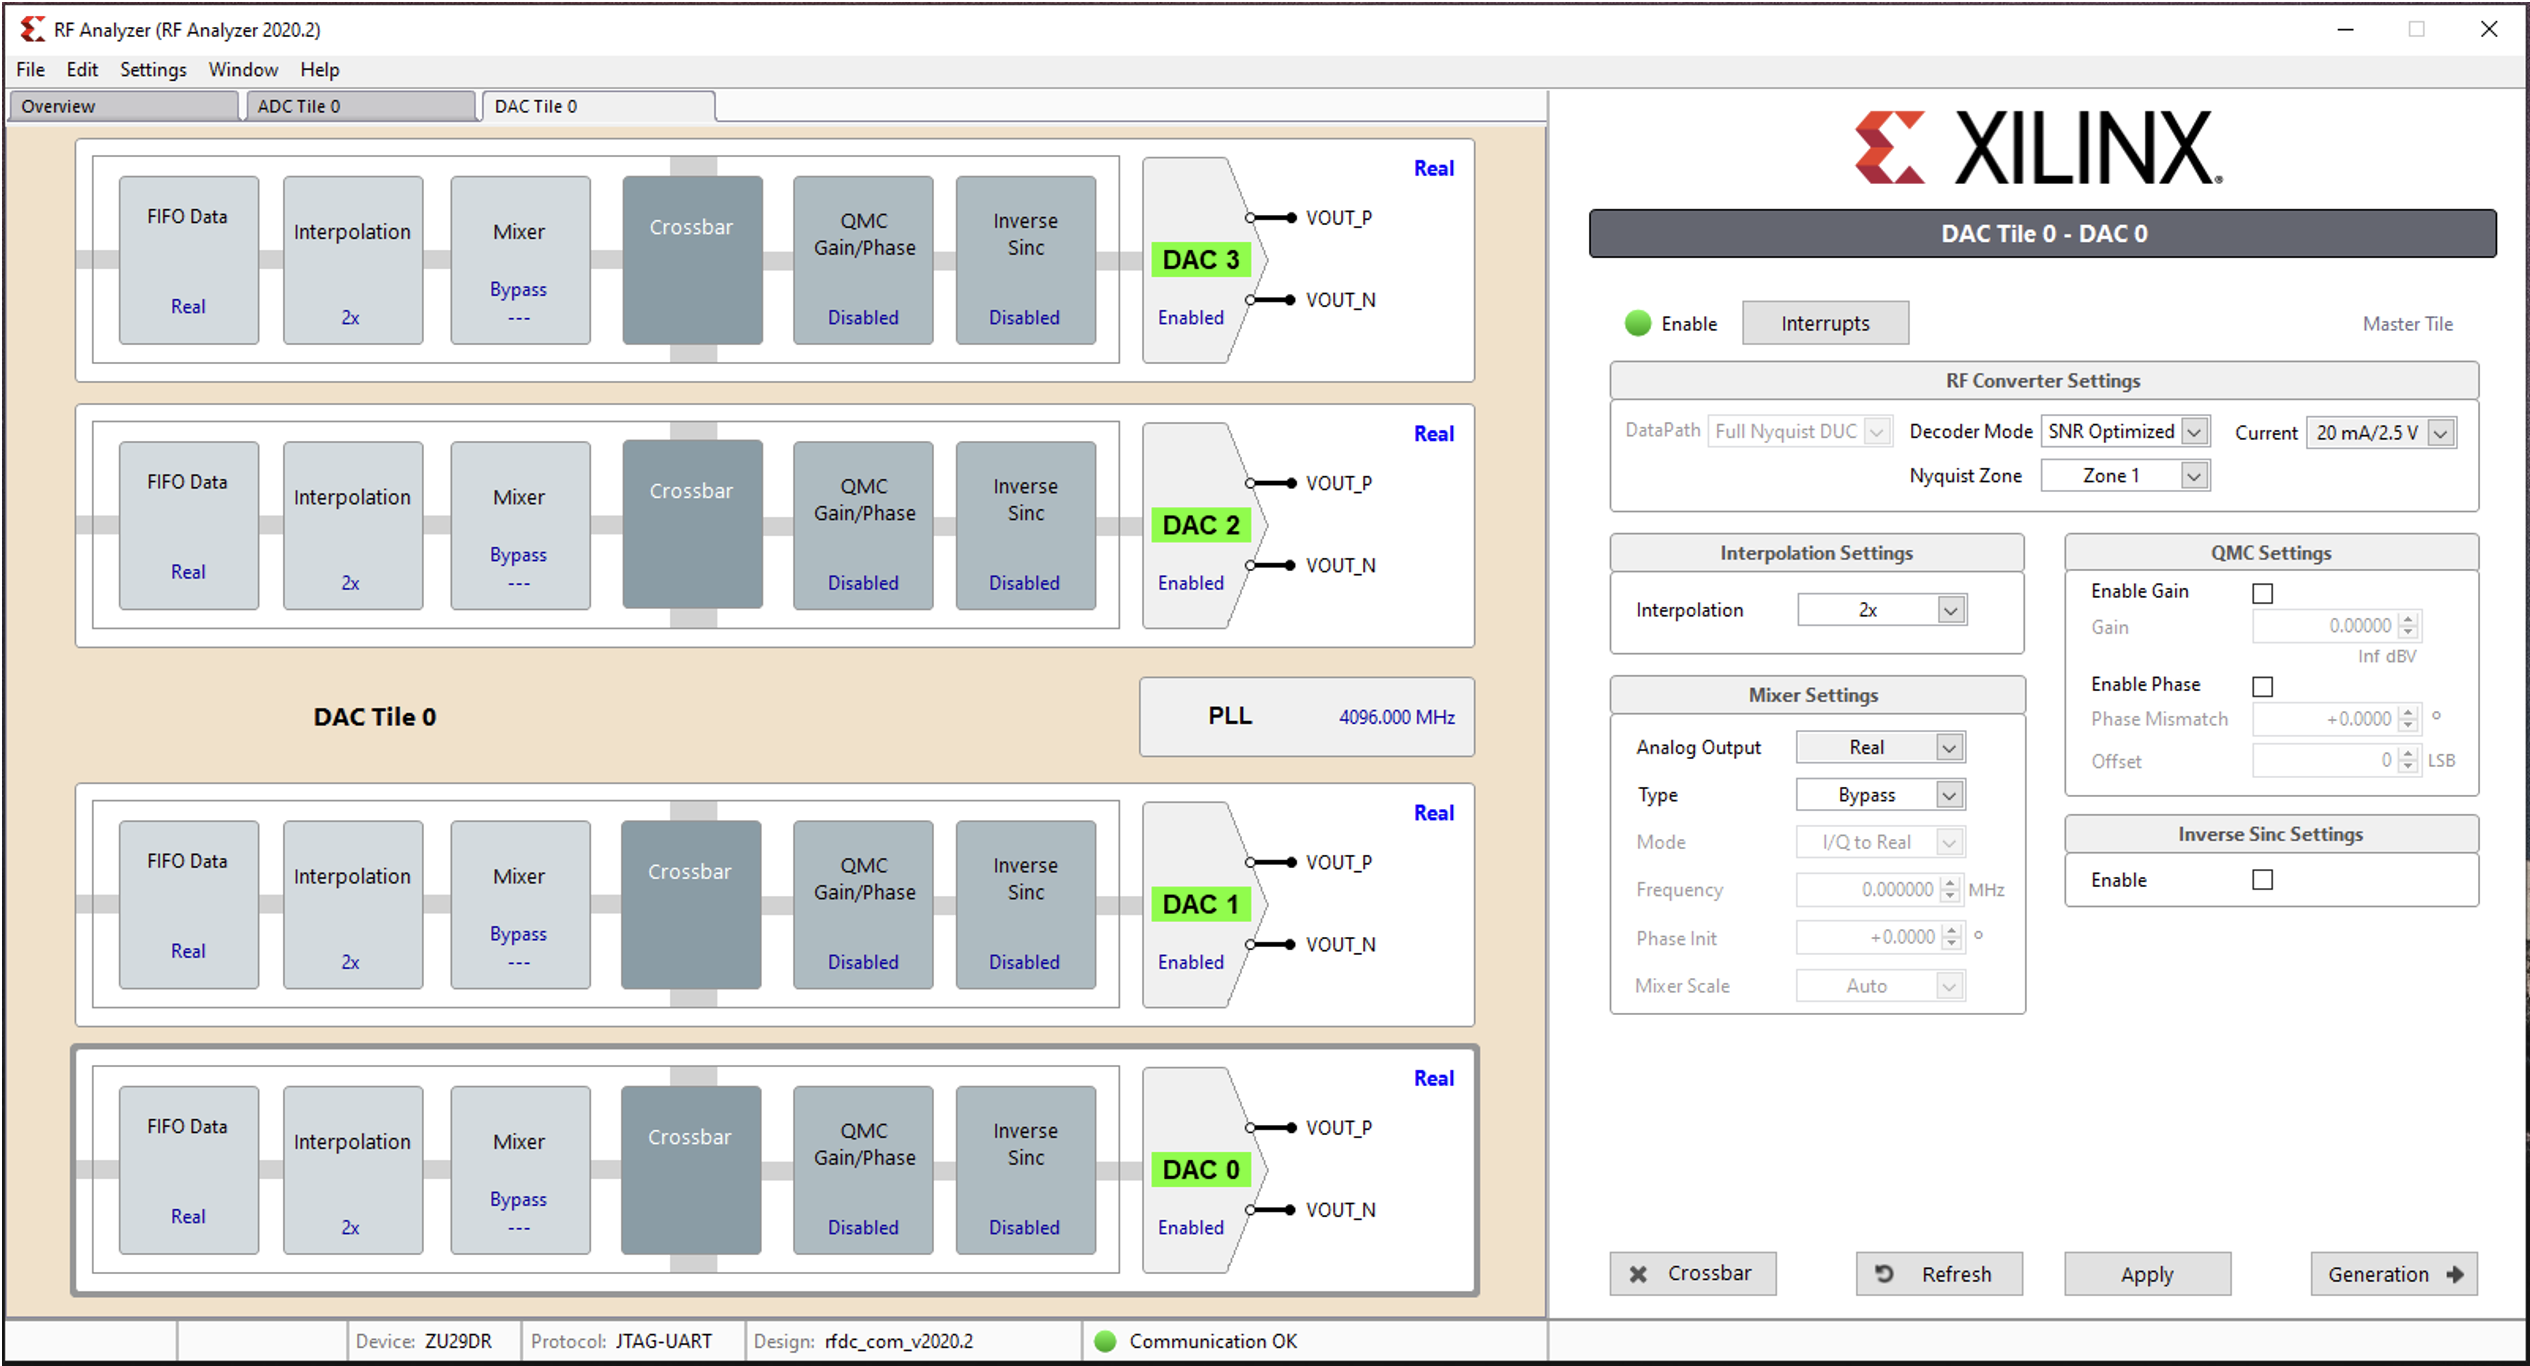 RF Analyzer (RF Analyzer 2020.2)
File Edit Settings Window Help
Overview ADC Tile 0 DAC Tile 0
Real
FIFO Data
Real
Interpolation
2x
Mixer
Bypass
---
Crossbar
QMC
Gain/Phase
Disabled
Inverse
Sinc
Disabled
DAC 3
Enabled
VOUT_P
VOUT_N
Real
FIFO Data
Real
Interpolation
2x
Mixer
Bypass
---
Crossbar
QMC
Gain/Phase
Disabled
Inverse
Sinc
Disabled
DAC 2
Enabled
VOUT_P
VOUT_N
DAC Tile 0
PLL 4096.000 MHz
Real
FIFO Data
Real
Interpolation
2x
Mixer
Bypass
---
Crossbar
QMC
Gain/Phase
Disabled
Inverse
Sinc
Disabled
DAC 1
Enabled
VOUT_P
VOUT_N
Real
FIFO Data
Real
Interpolation
2x
Mixer
Bypass
---
Crossbar
QMC
Gain/Phase
Disabled
Inverse
Sinc
Disabled
DAC 0
Enabled
VOUT_P
VOUT_N
XILINX®
DAC Tile 0 - DAC 0
Enable Interrupts Master Tile
RF Converter Settings
DataPath Full Nyquist DUC Decoder Mode SNR Optimized Current 20 mA/2.5 V
Nyquist Zone Zone 1
Interpolation Settings
Interpolation 2x
Mixer Settings
Analog Output Real
Type Bypass
Mode I/Q to Real
Frequency 0.000000 MHz
Phase Init +0.0000 °
Mixer Scale Auto
QMC Settings
Enable Gain
Gain 0.00000
Inf dBV
Enable Phase
Phase Mismatch +0.0000 °
Offset 0 LSB
Inverse Sinc Settings
Enable
Crossbar Refresh Apply Generation
Device: ZU29DR Protocol: JTAG-UART Design: rfdc_com_v2020.2 Communication OK